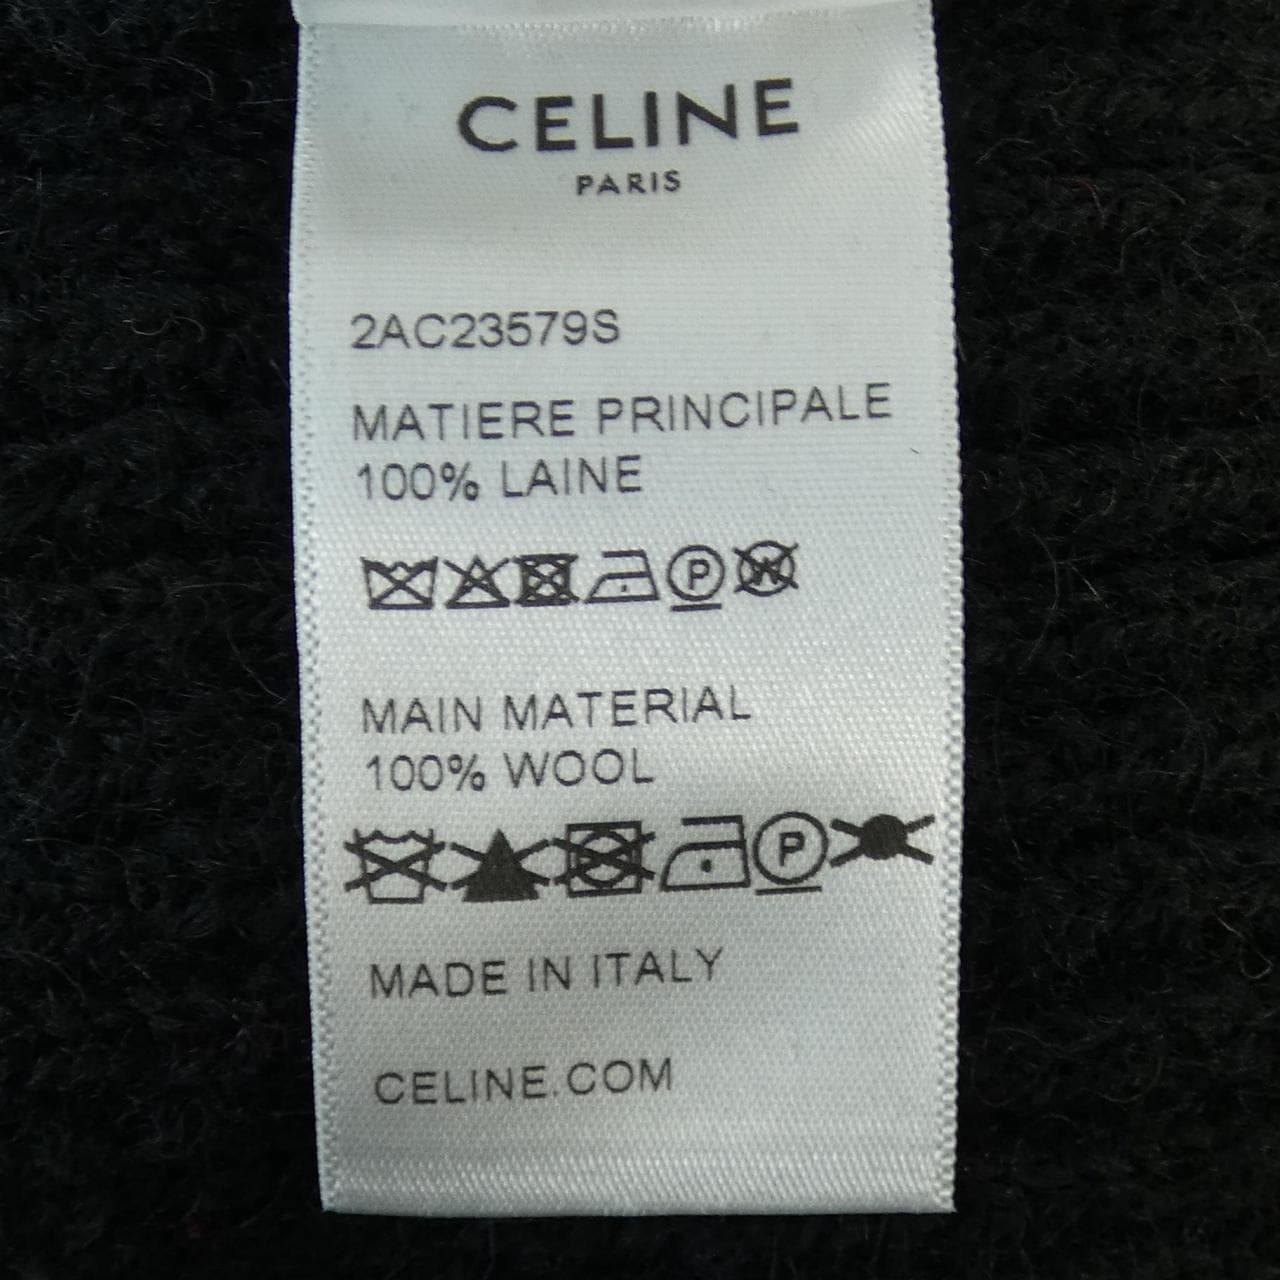 CELINE
PARIS
2AC23579S
MATIERE PRINCIPALE
100% LAINE
P W
MAIN MATERIAL
100% WOOL
P
MADE IN ITALY
CELINE.COM